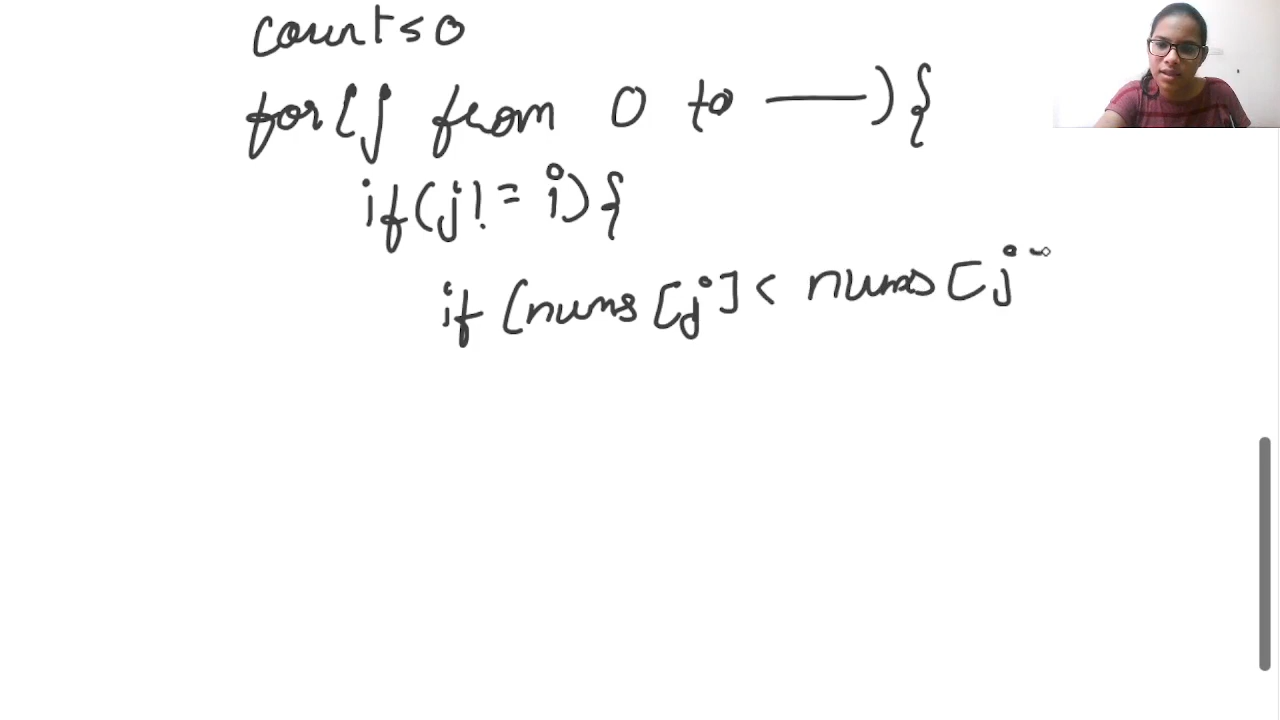 count = 0
for(j from 0 to —){
if(j != i){
if(nums[j] < nums[j